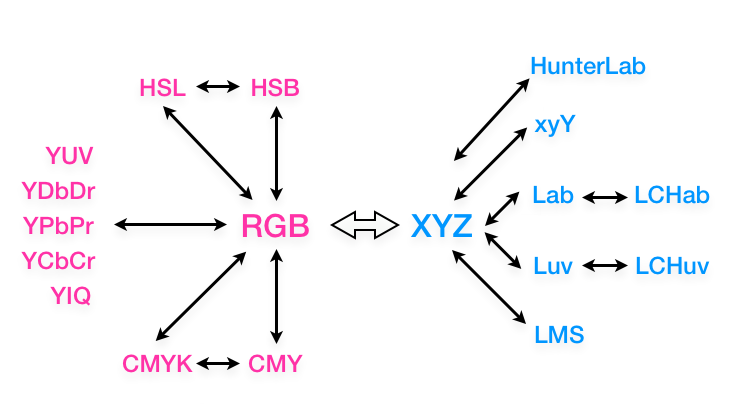 HunterLab
HSL
HSB
xyY
YUV
YDbDr
Lab
LCHab
YPbPr
RGB
XYZ
YCbCr
Luv
LCHuv
YIQ
LMS
CMYK
CMY